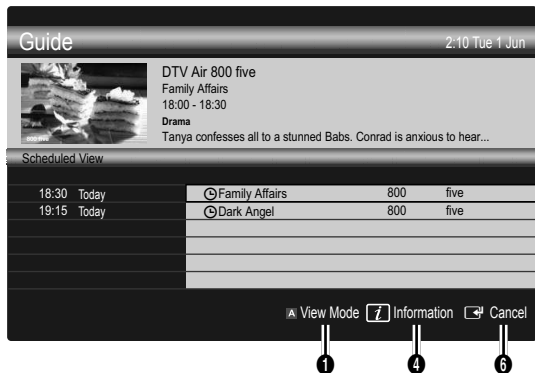 Guide 2:10 Tue 1 Jun
DTV Air 800 five
Family Affairs
18:00 - 18:30
Drama
Tanya confesses all to a stunned Babs. Conrad is anxious to hear...
800 five
Scheduled View
18:30 Today Family Affairs 800 five
19:15 Today Dark Angel 800 five
A View Mode i Information Cancel
1 4 6